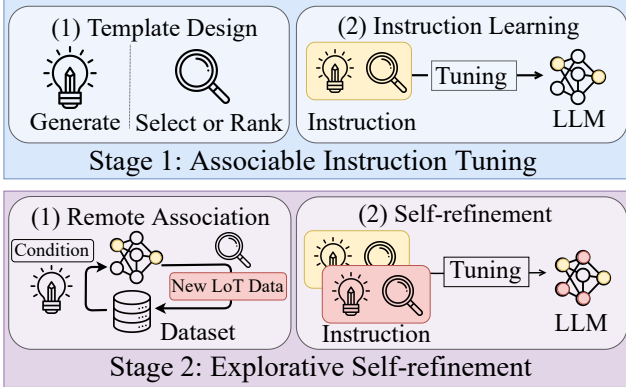 (1) Template Design
Generate
Select or Rank
(2) Instruction Learning
Tuning
Instruction
LLM
Stage 1: Associable Instruction Tuning
(1) Remote Association
Condition
New LoT Data
Dataset
(2) Self-refinement
Tuning
Instruction
LLM
Stage 2: Explorative Self-refinement